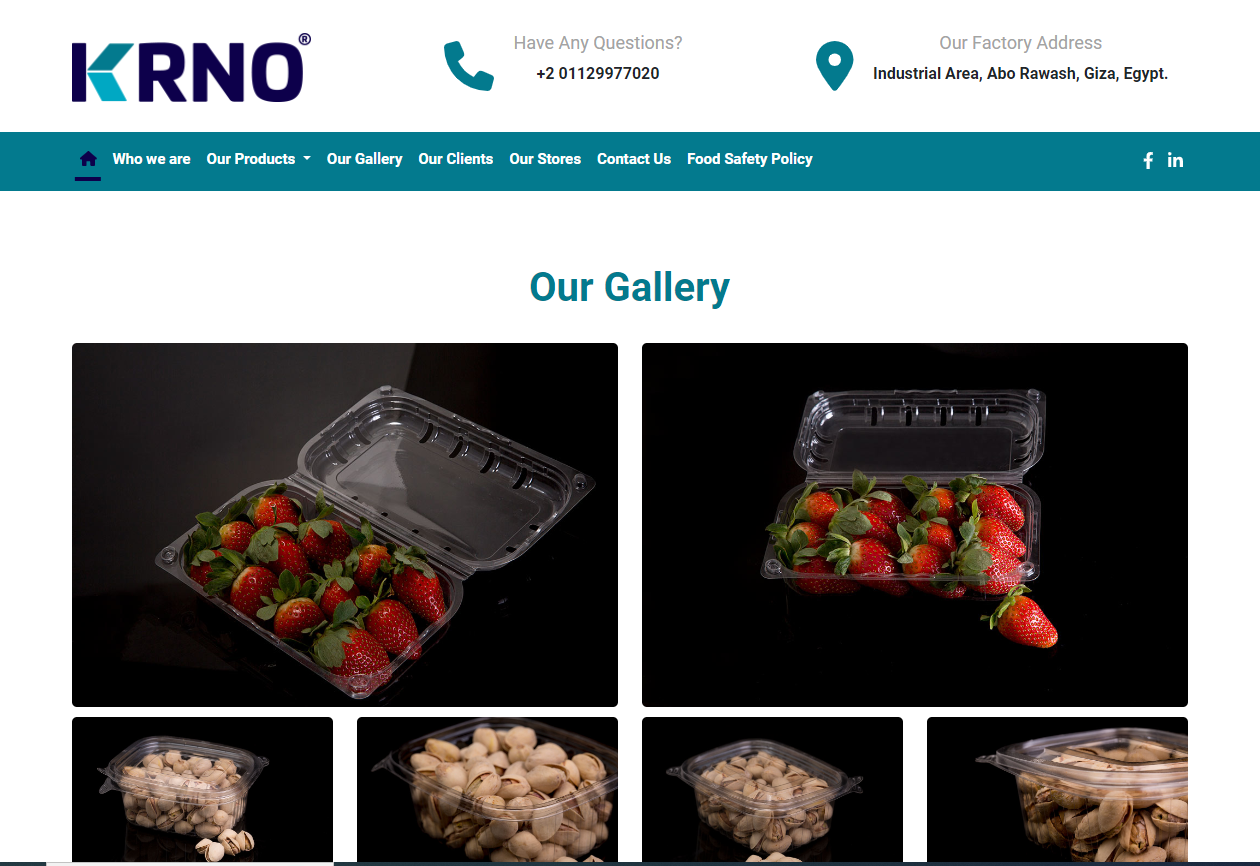 KRNO®
Have Any Questions?
+2 01129977020
Our Factory Address
Industrial Area, Abo Rawash, Giza, Egypt.
Who we are Our Products Our Gallery Our Clients Our Stores Contact Us Food Safety Policy
Our Gallery